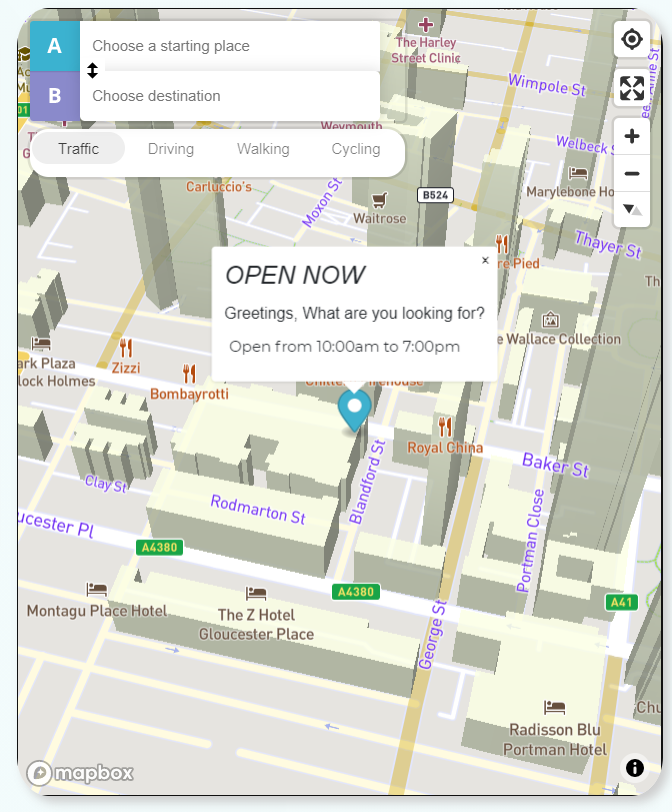 A
Choose a starting place
B
Choose destination
The Harley
Street Clinic
Wimpole St
Weymouth
Welbeck S
Traffic
Driving
Walking
Cycling
Carluccio's
Moxon St
Waitrose
B524
Marylebone Ho
Thayer St
OPEN NOW
×
Greetings, What are you looking for?
Open from 10:00am to 7:00pm
re Pied
Th
e Wallace Collection
ark Plaza
lock Holmes
Zizzi
Bombayrotti
Royal China
Baker St
Blandford St
Clay St
Rodmarton St
Portman Close
ucester Pl
A4380
A4380
A41
Montagu Place Hotel
The Z Hotel
Gloucester Place
George St
Chu
Radisson Blu
Portman Hotel
mapbox